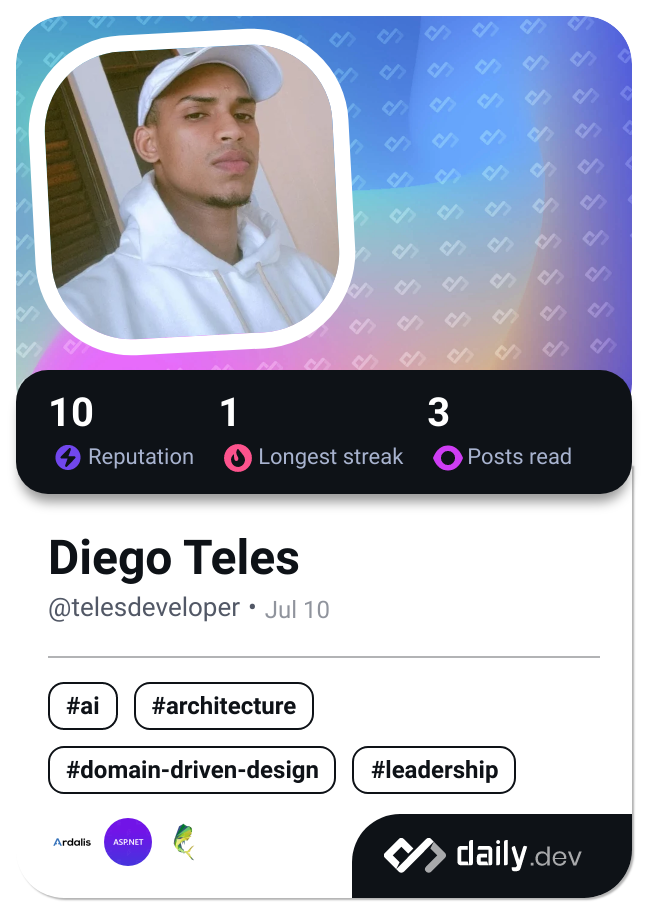 10 1 3
Reputation Longest streak Posts read
Diego Teles
@telesdeveloper • Jul 10
#ai #architecture
#domain-driven-design #leadership
Ardalis ASP.NET
daily.dev